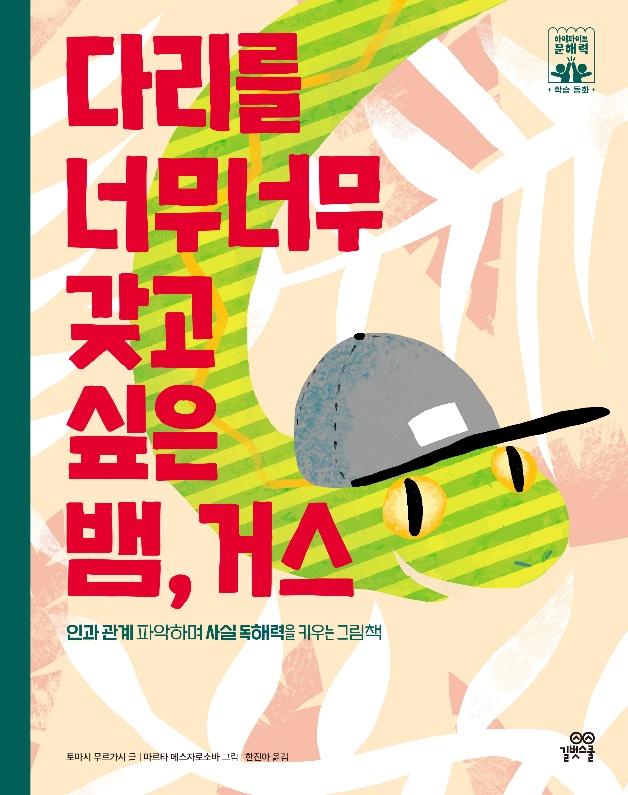 다리를
너무너무
갖고
싶은
뱀, 거스
하이파이브
문해력
학습 동화
인과 관계 파악하며 사실 독해력을 키우는 그림책
토마시 무르가시 글 | 마르타 메스자로소바 그림 | 한진아 옮김
길벗스쿨